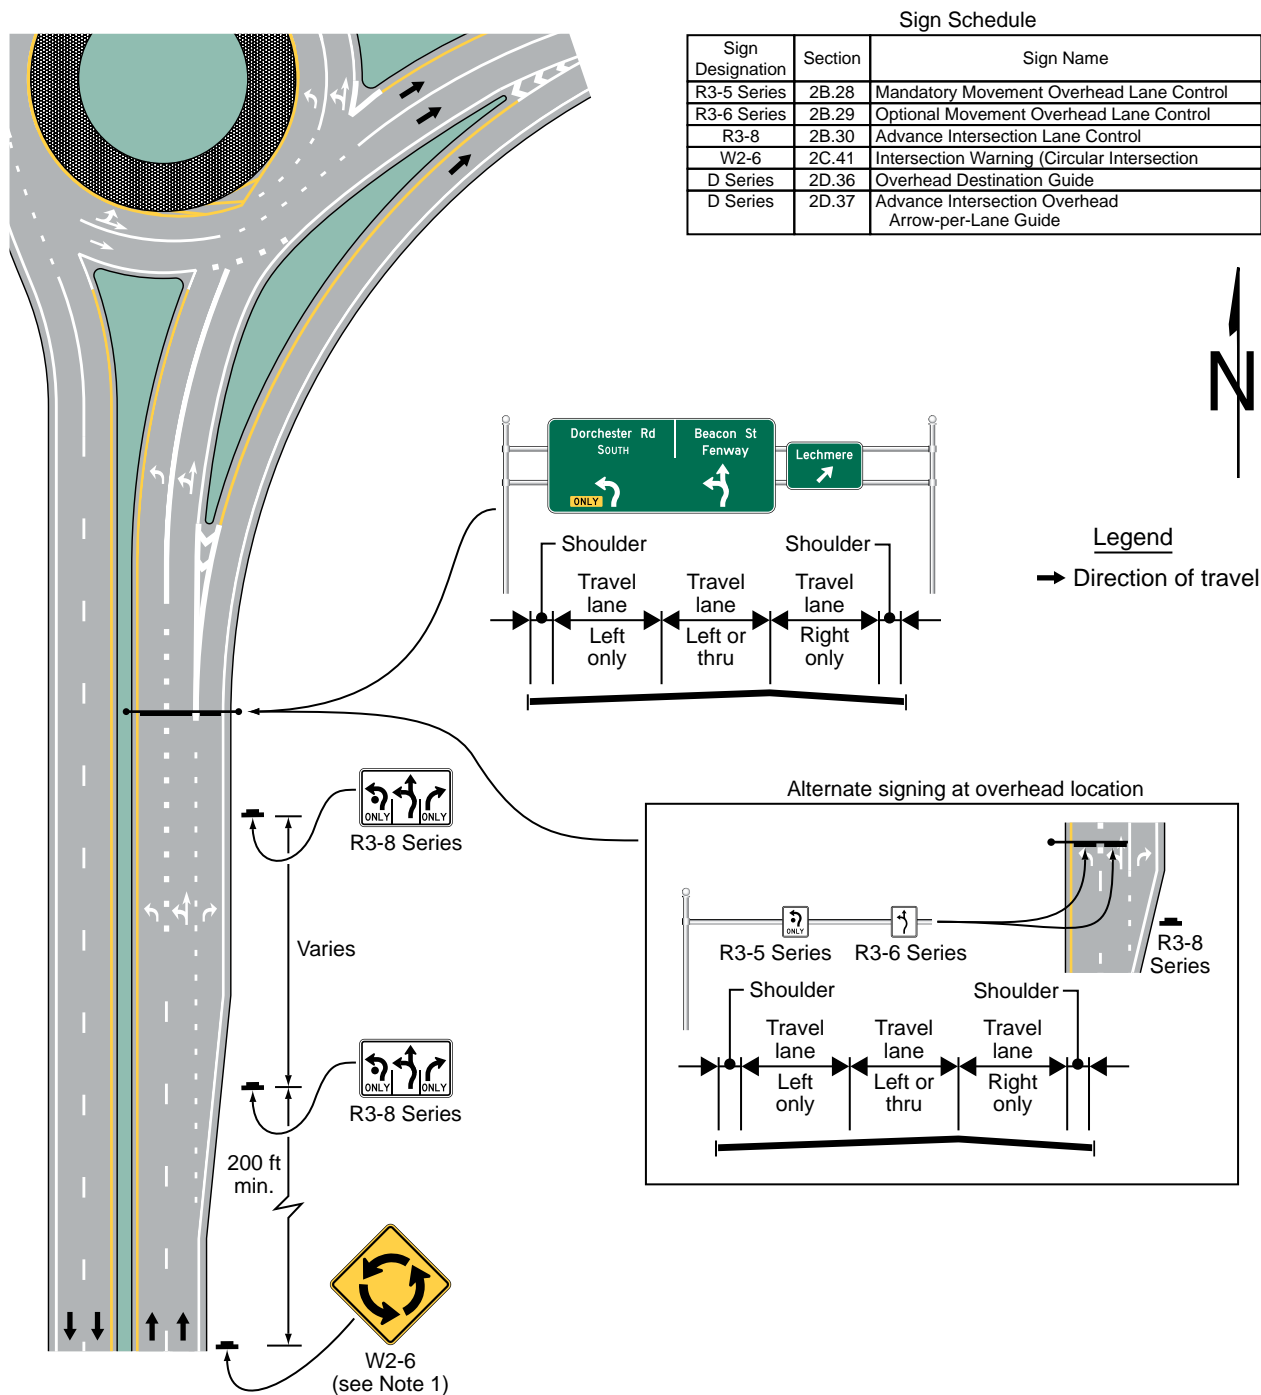 Sign Schedule
Sign Designation Section Sign Name
R3-5 Series 2B.28 Mandatory Movement Overhead Lane Control
R3-6 Series 2B.29 Optional Movement Overhead Lane Control
R3-8 2B.30 Advance Intersection Lane Control
W2-6 2C.41 Intersection Warning (Circular Intersection
D Series 2D.36 Overhead Destination Guide
D Series 2D.37 Advance Intersection Overhead
Arrow-per-Lane Guide
N
Dorchester Rd
SOUTH
ONLY
Beacon St
Fenway
Lechmere
Legend
Direction of travel
Shoulder Shoulder
Travel lane Travel lane Travel lane
Left only Left or thru Right only
ONLY ONLY
R3-8 Series
Varies
ONLY ONLY
R3-8 Series
200 ft
min.
W2-6
(see Note 1)
Alternate signing at overhead location
ONLY
R3-5 Series R3-6 Series
R3-8
Series
Shoulder Shoulder
Travel lane Travel lane Travel lane
Left only Left or thru Right only